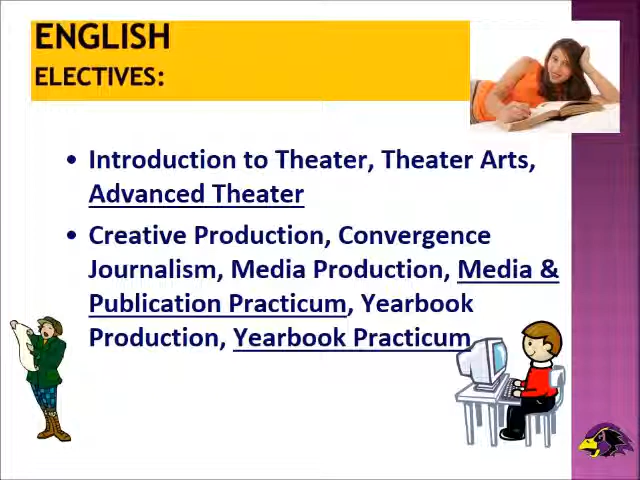 ENGLISH
ELECTIVES:
• Introduction to Theater, Theater Arts,
Advanced Theater
• Creative Production, Convergence
Journalism, Media Production, Media &
Publication Practicum, Yearbook
Production, Yearbook Practicum